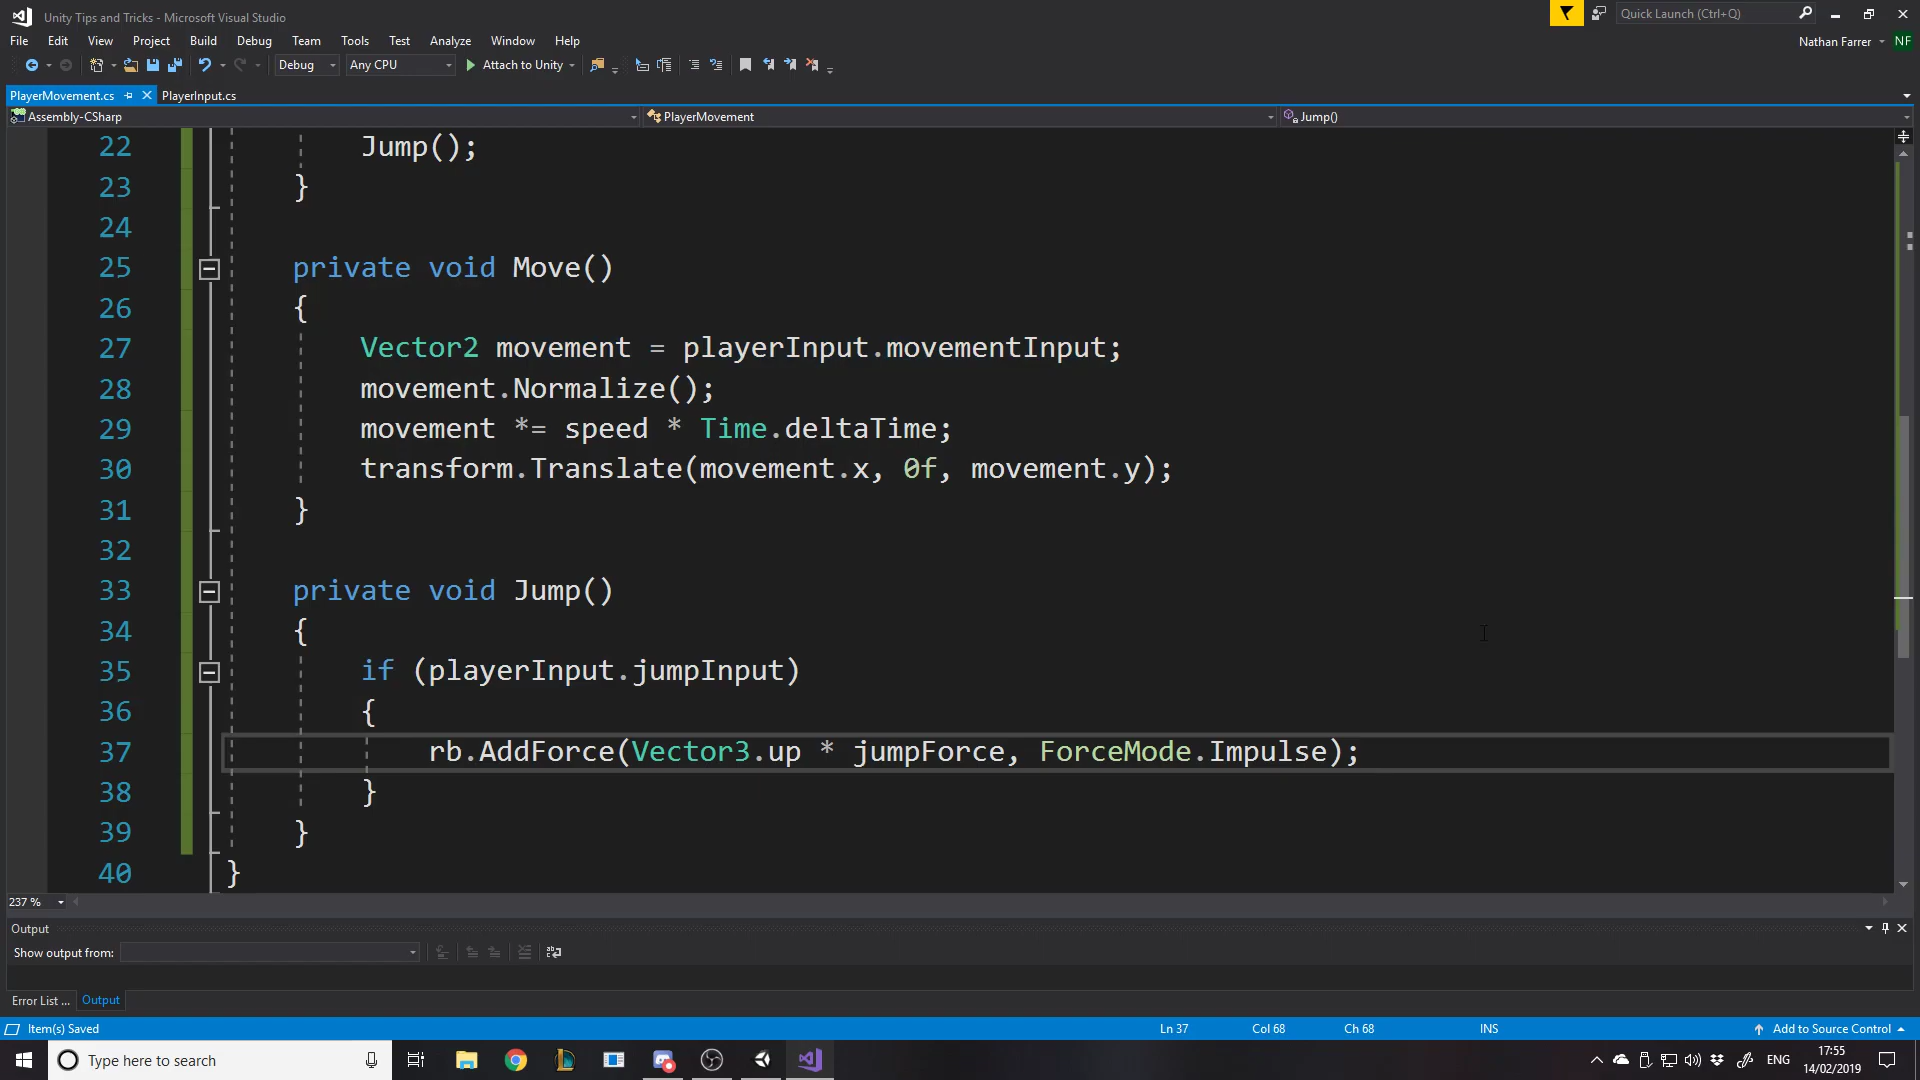 Unity Tips and Tricks - Microsoft Visual Studio
Quick Launch (Ctrl+Q)
File Edit View Project Build Debug Team Tools Test Analyze Window Help
Nathan Farrer NF
Debug Any CPU Attach to Unity
PlayerMovement.cs PlayerInput.cs
Assembly-CSharp PlayerMovement Jump()
22 Jump();
23 }
24
25 private void Move()
26 {
27 Vector2 movement = playerInput.movementInput;
28 movement.Normalize();
29 movement *= speed * Time.deltaTime;
30 transform.Translate(movement.x, 0f, movement.y);
31 }
32
33 private void Jump()
34 {
35 if (playerInput.jumpInput)
36 {
37 rb.AddForce(Vector3.up * jumpForce, ForceMode.Impulse);
38 }
39 }
40 }
237 %
Output
Show output from:
Error List ... Output
Item(s) Saved Ln 37 Col 68 Ch 68 INS Add to Source Control
Type here to search ENG 17:55
14/02/2019